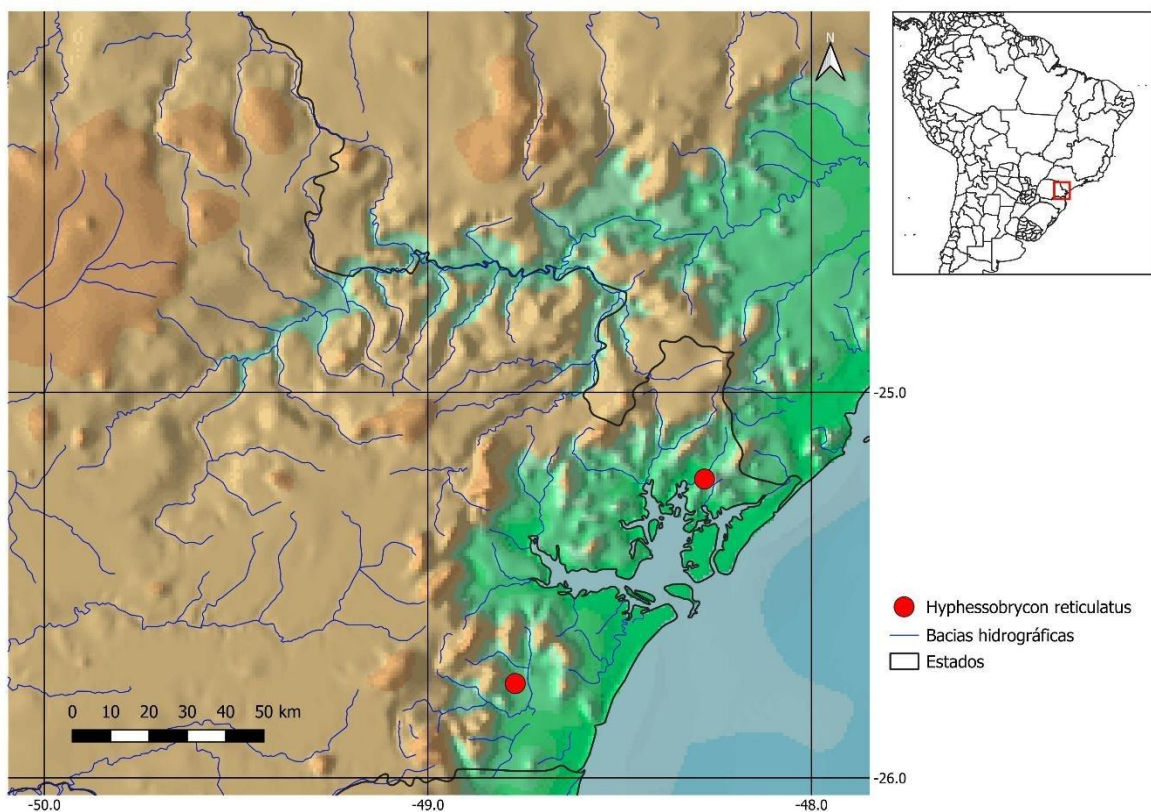 N
-25.0
Hyphessobrycon reticulatus
Bacias hidrográficas
Estados
0 10 20 30 40 50 km
-26.0
-50.0 -49.0 -48.0